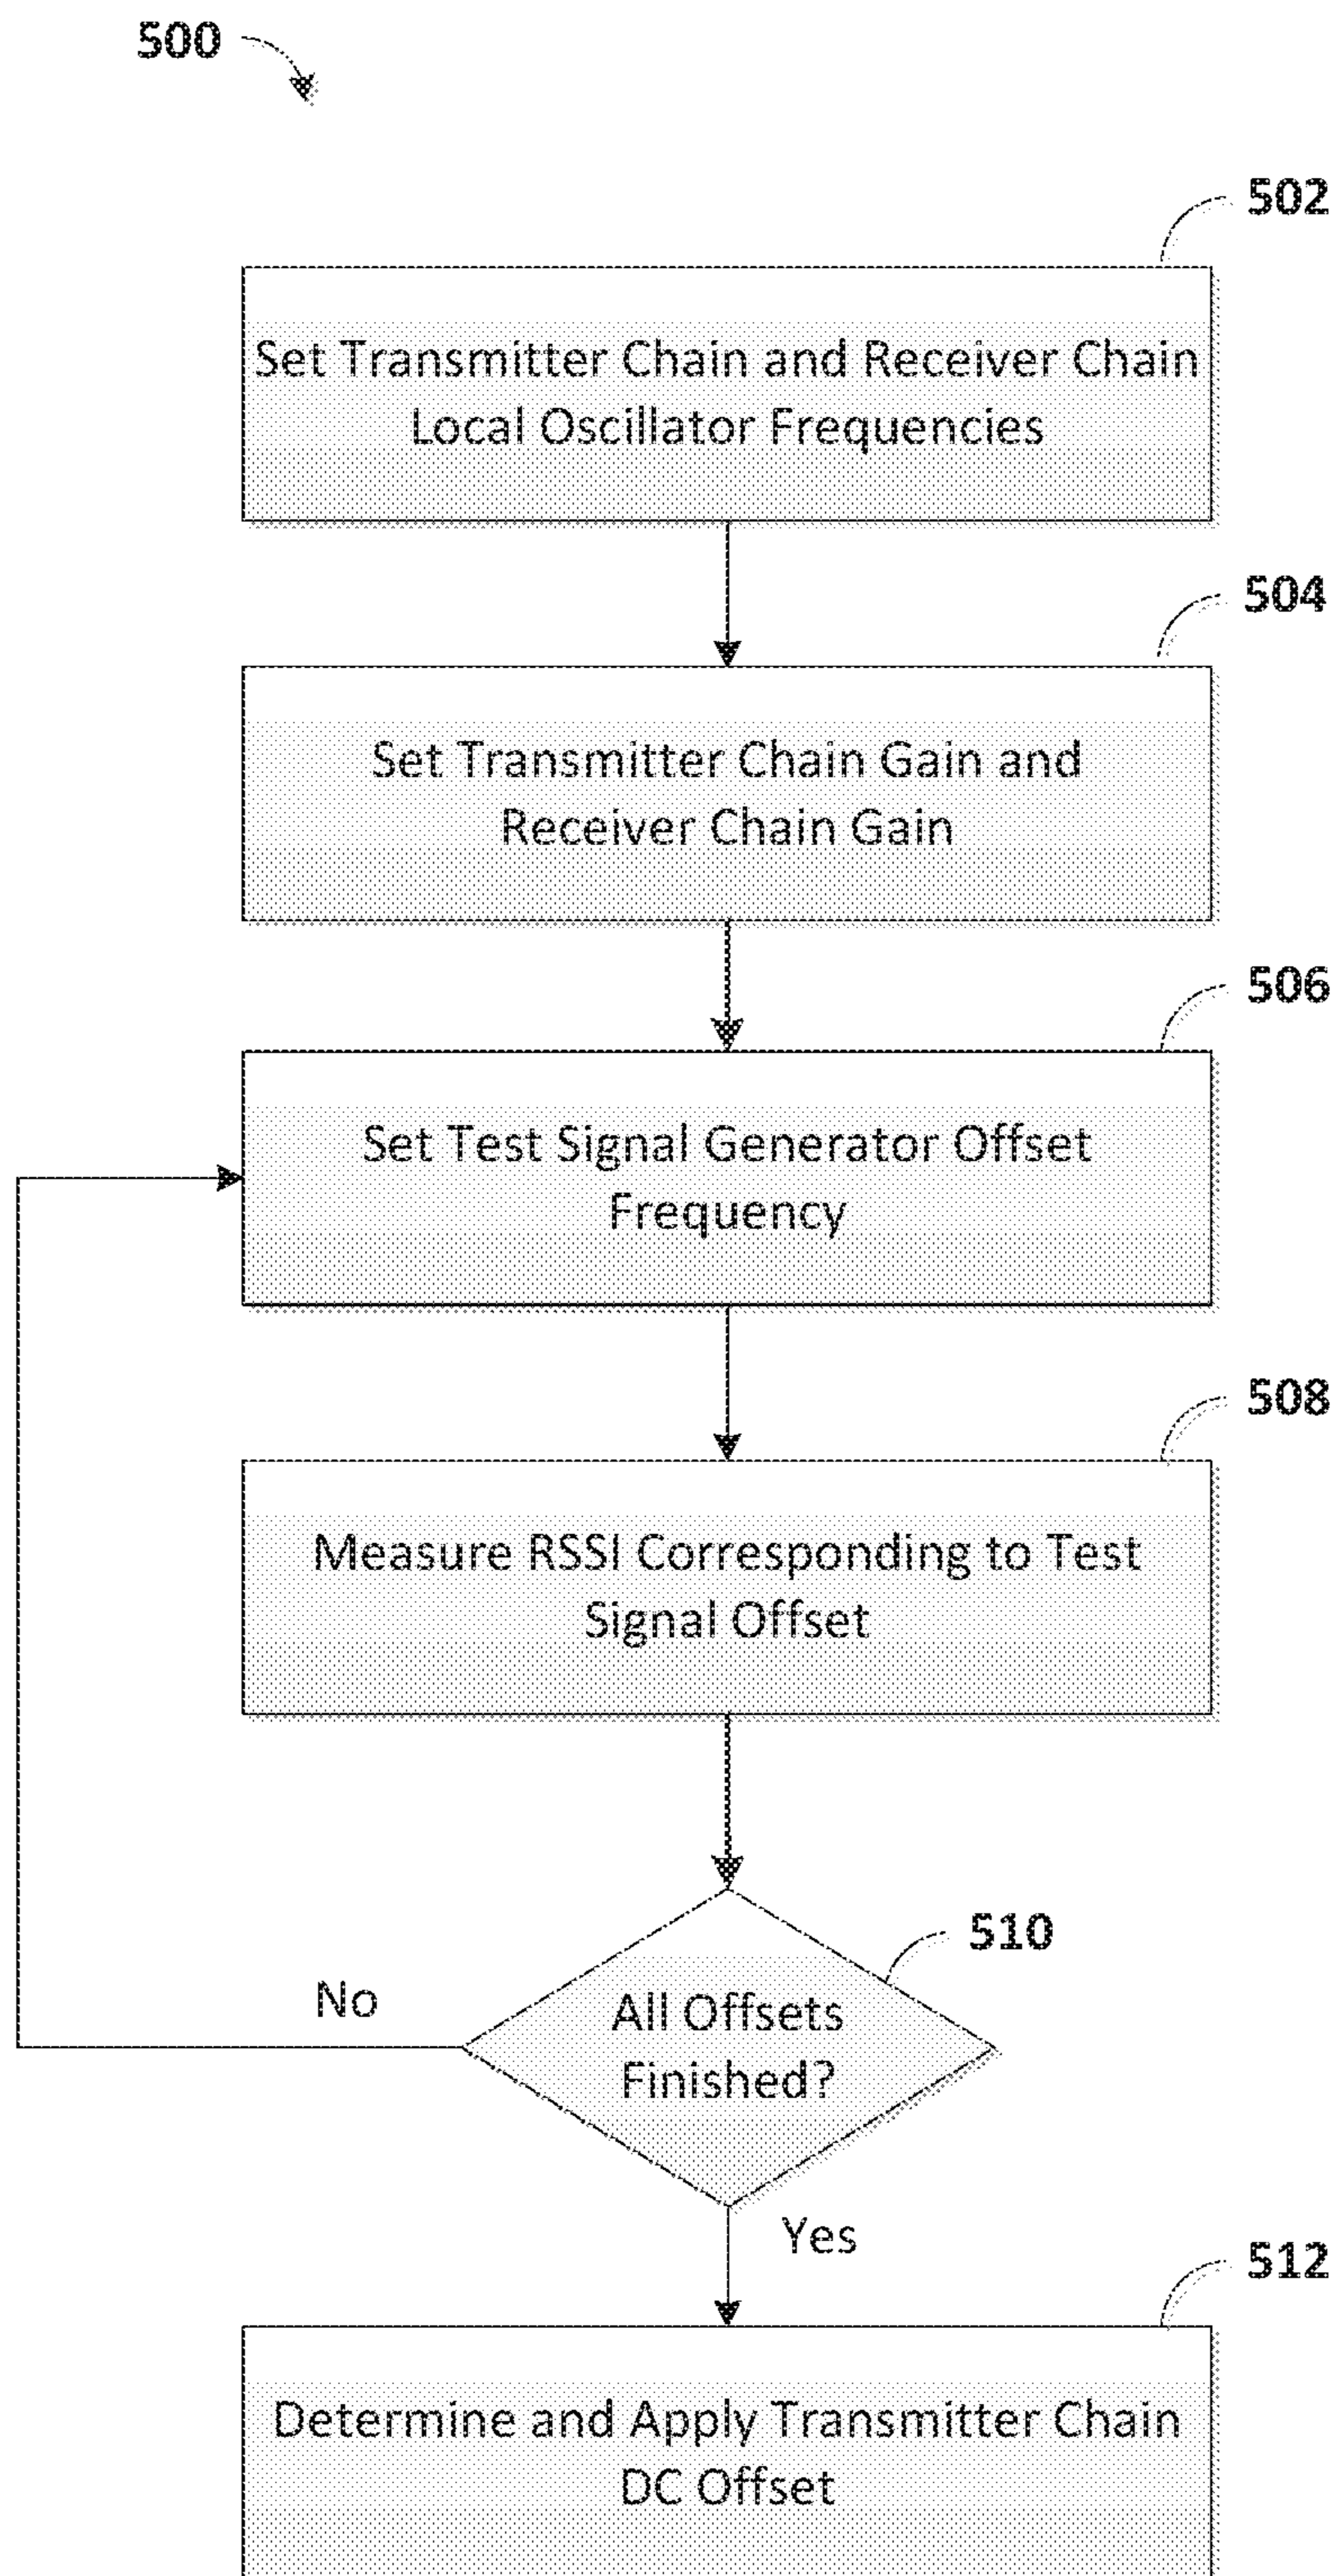 500
502
Set Transmitter Chain and Receiver Chain
Local Oscillator Frequencies
504
Set Transmitter Chain Gain and
Receiver Chain Gain
506
Set Test Signal Generator Offset
Frequency
508
Measure RSSI Corresponding to Test
Signal Offset
510
No
All Offsets
Finished?
Yes
512
Determine and Apply Transmitter Chain
DC Offset